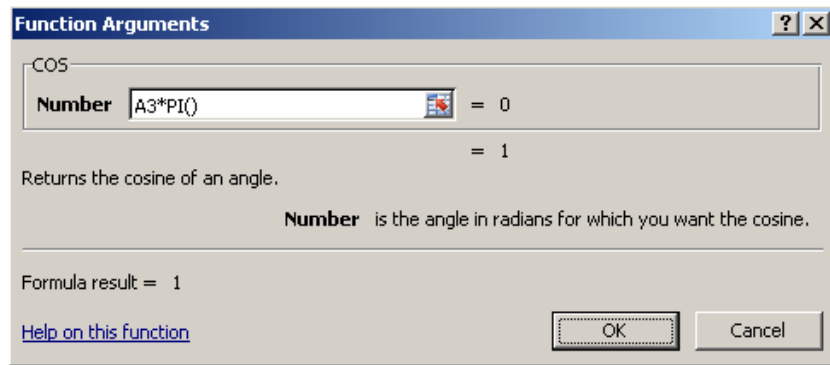 Function Arguments
COS
Number A3*PI() = 0
= 1
Returns the cosine of an angle.
Number is the angle in radians for which you want the cosine.
Formula result = 1
Help on this function OK Cancel